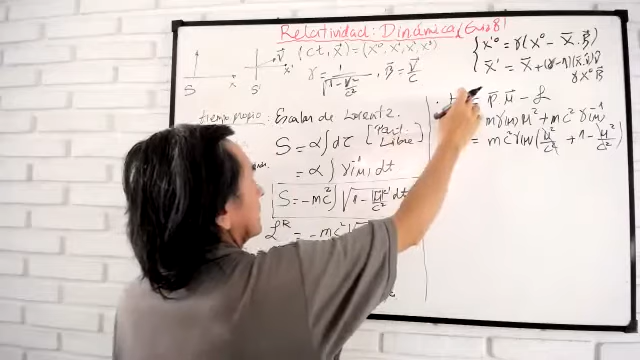 Relatividad: Dinámica (Guia 8)
(ct, x̄) = (x⁰, x¹, x², x³)
S
S'
x
x'
v̄
γ = 1/√(1 - v²/c²) , β̄ = v̄/c
x'⁰ = γ(x⁰ - x̄·β̄)
x̄' = x̄ + (γ-1)(x̄·v̂)v̂
γx⁰β̄
tiempo propio: Escalar de Lorentz.
S = α∫dτ [Part. Libre]
= α∫γ⁻¹(u) dt
S = -mc²∫√(1 - |ū|²/c²) dt
L^R = -mc²
= p̄·ū - L
mγ(u)u² + mc²γ(u)⁻¹
= mc²γ(u)(u²/c² + 1 - u²/c²)